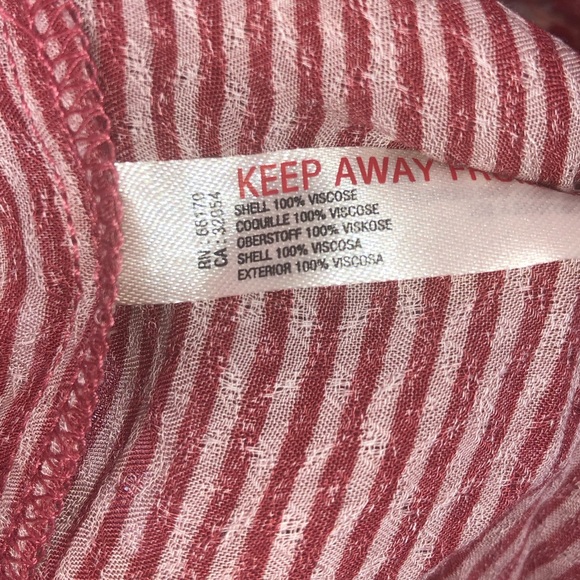 KEEP AWAY
SHELL 100% VISCOSE
COQUILLE 100% VISCOSE
OBERSTOFF 100% VISKOSE
SHELL 100% VISCOSA
EXTERIOR 100% VISCOSA
RN : 66170
CA : 32054